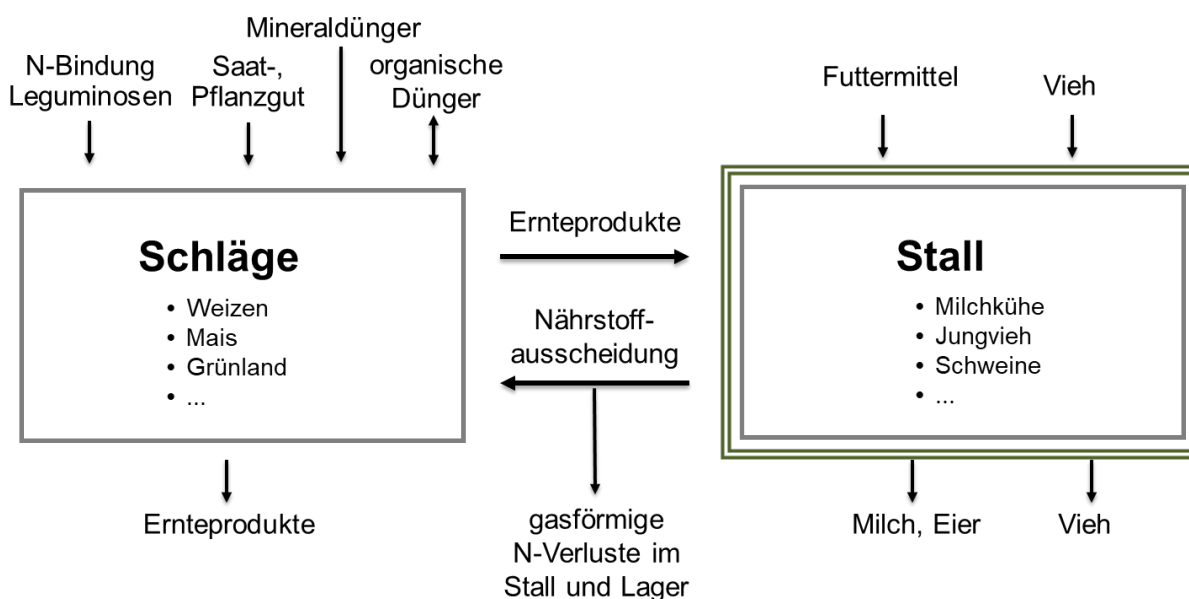 Mineraldünger
N-Bindung
Leguminosen
Saat-,
Pflanzgut
organische
Dünger
Futtermittel
Vieh
Schläge
• Weizen
• Mais
• Grünland
• ...
Ernteprodukte
Nährstoff-
ausscheidung
Stall
• Milchkühe
• Jungvieh
• Schweine
• ...
Ernteprodukte
gasförmige
N-Verluste im
Stall und Lager
Milch, Eier
Vieh